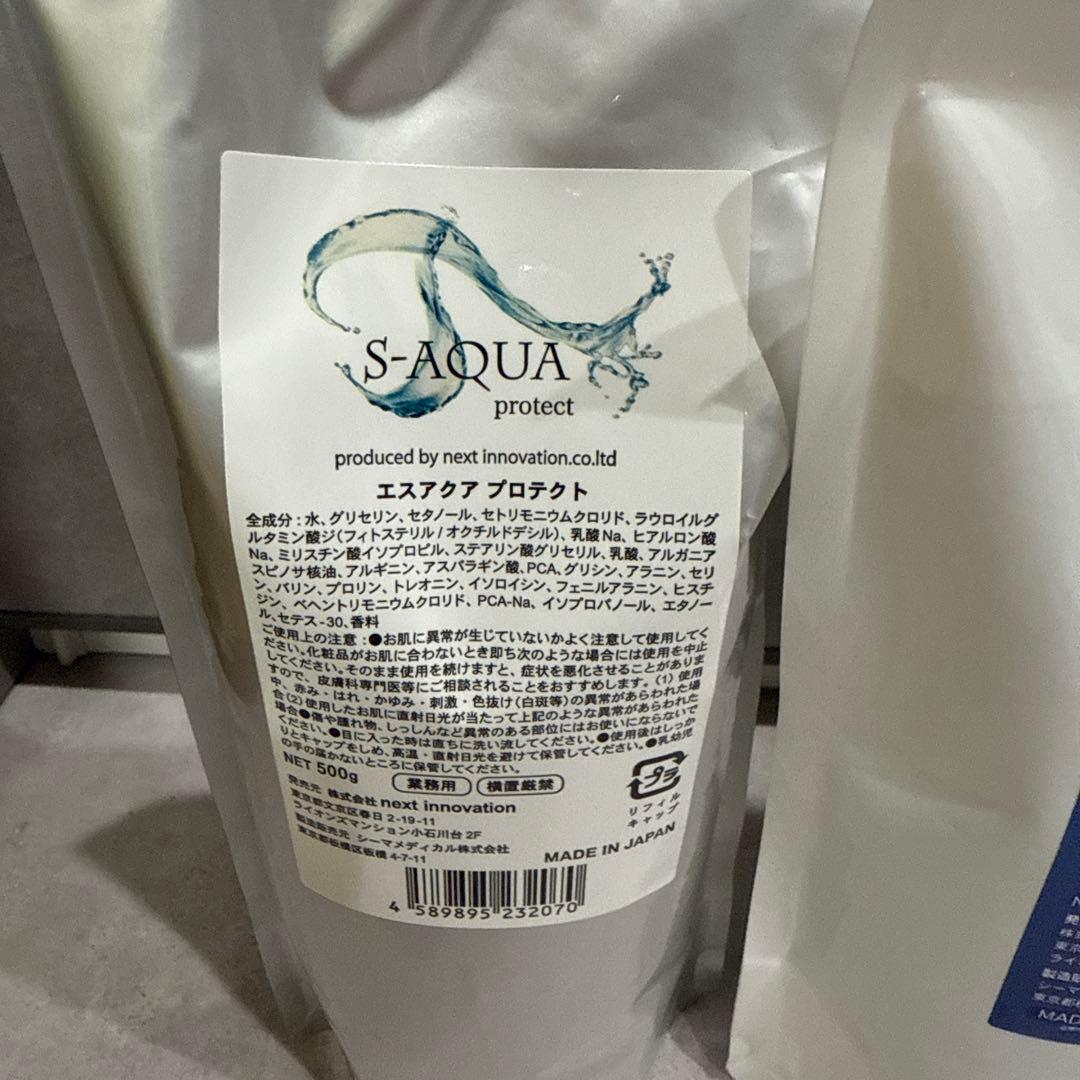 S-AQUA
protect
produced by next innovation.co.ltd
エスアクア プロテクト
全成分 : 水、グリセリン、セタノール、セトリモニウムクロリド、ラウロイルグ
ルタミン酸ジ(フィトステリル / オクチルドデシル)、乳酸Na、ヒアルロン酸
Na、ミリスチン酸イソプロピル、ステアリン酸グリセリル、乳酸、アルガニア
スピノサ核油、アルギニン、アスパラギン酸、PCA、グリシン、アラニン、セリ
ン、バリン、プロリン、トレオニン、イソロイシン、フェニルアラニン、ヒスチ
ジン、ベヘントリモニウムクロリド、PCA-Na、イソプロパノール、エタノー
ル、セテス-30、香料
ご使用上の注意 : ●お肌に異常が生じていないかよく注意して使用してく
ださい。化粧品がお肌に合わないとき即ち次のような場合には使用を中止
してください。そのまま使用を続けますと、症状を悪化させることがありま
すので、皮膚科専門医等にご相談されることをおすすめします。(1) 使用
中、赤み・はれ・かゆみ・刺激・色抜け(白斑等)の異常があらわれた場
合(2)使用したお肌に直射日光が当たって上記のような異常があらわれた
場合●傷や腫れ物、しっしんなど異常のある部位にはお使いにならないで
ください。●目に入った時は直ちに洗い流してください。●使用後はしっか
りとキャップをしめ、高温・直射日光を避けて保管してください。●乳幼児
の手の届かないところに保管してください。
NET 500g
業務用 横置厳禁
プラ
リフィル
キャップ
発売元 株式会社 next innovation
東京都文京区春日 2-19-11
ライオンズマンション小石川台 2F
製造販売元 シーマメディカル株式会社
東京都板橋区板橋 4-7-11
MADE IN JAPAN
4 589895 232070
N
発
株
東京
ライ
製造販
シーマ
東京都
MAD